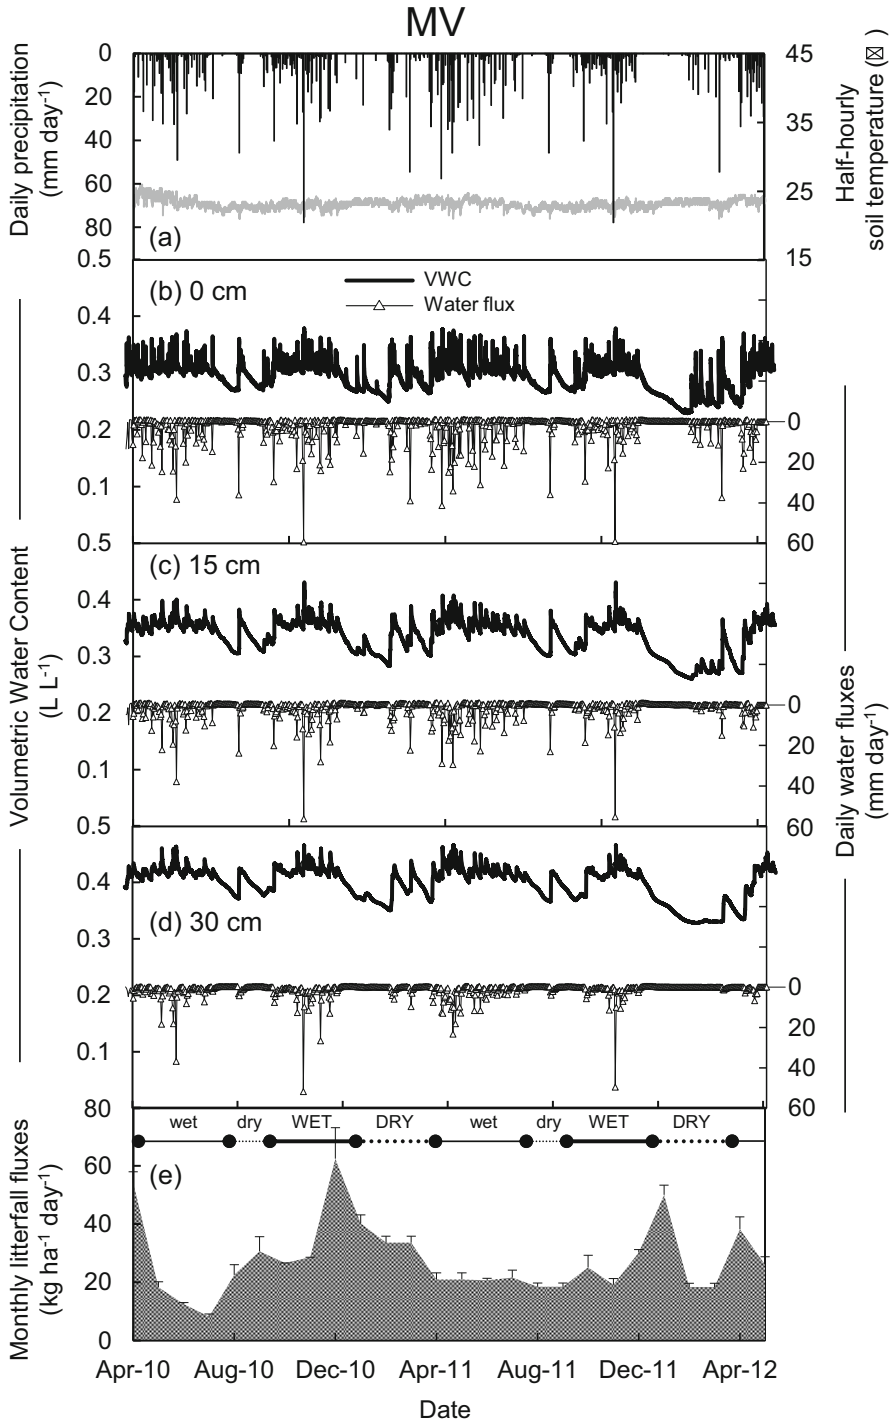 MV
Daily precipitation
(mm day-1)
0
20
40
60
80
45
35
25
15
Half-hourly
soil temperature (☒ )
(a)
0.5
(b) 0 cm
VWC
Water flux
0.4
0.3
0.2
0.1
0
20
40
60
0.5
(c) 15 cm
0.4
0.3
0.2
0.1
0
20
40
60
0.5
(d) 30 cm
0.4
0.3
0.2
0.1
0
20
40
60
Volumetric Water Content
(L L-1)
Daily water fluxes
(mm day-1)
80
wet dry WET DRY wet dry WET DRY
(e)
60
40
20
0
Monthly litterfall fluxes
(kg ha-1 day-1)
Apr-10 Aug-10 Dec-10 Apr-11 Aug-11 Dec-11 Apr-12
Date